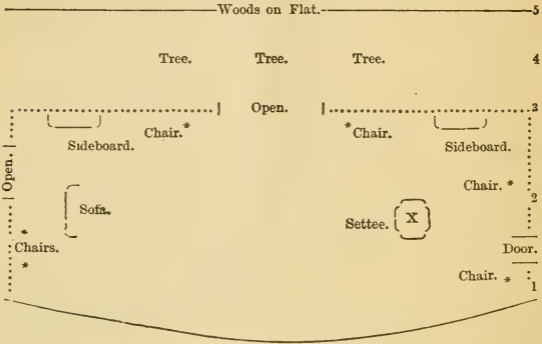 Woods on Flat. 5
Tree. Tree. Tree. 4
Open. 3
Chair.* *Chair.
Sideboard. Sideboard.
Open.
Chair. * 2
Sofa.
Settee. X
* Chairs. *
Door.
Chair. * 1